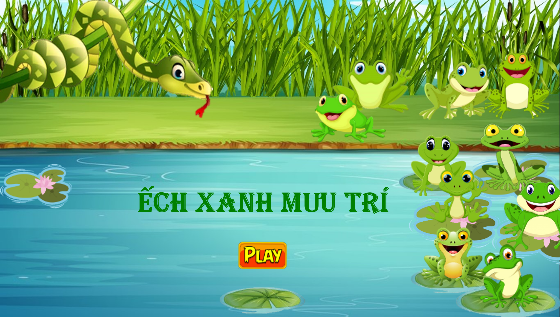 ẾCH XANH MƯU TRÍ
PLAY